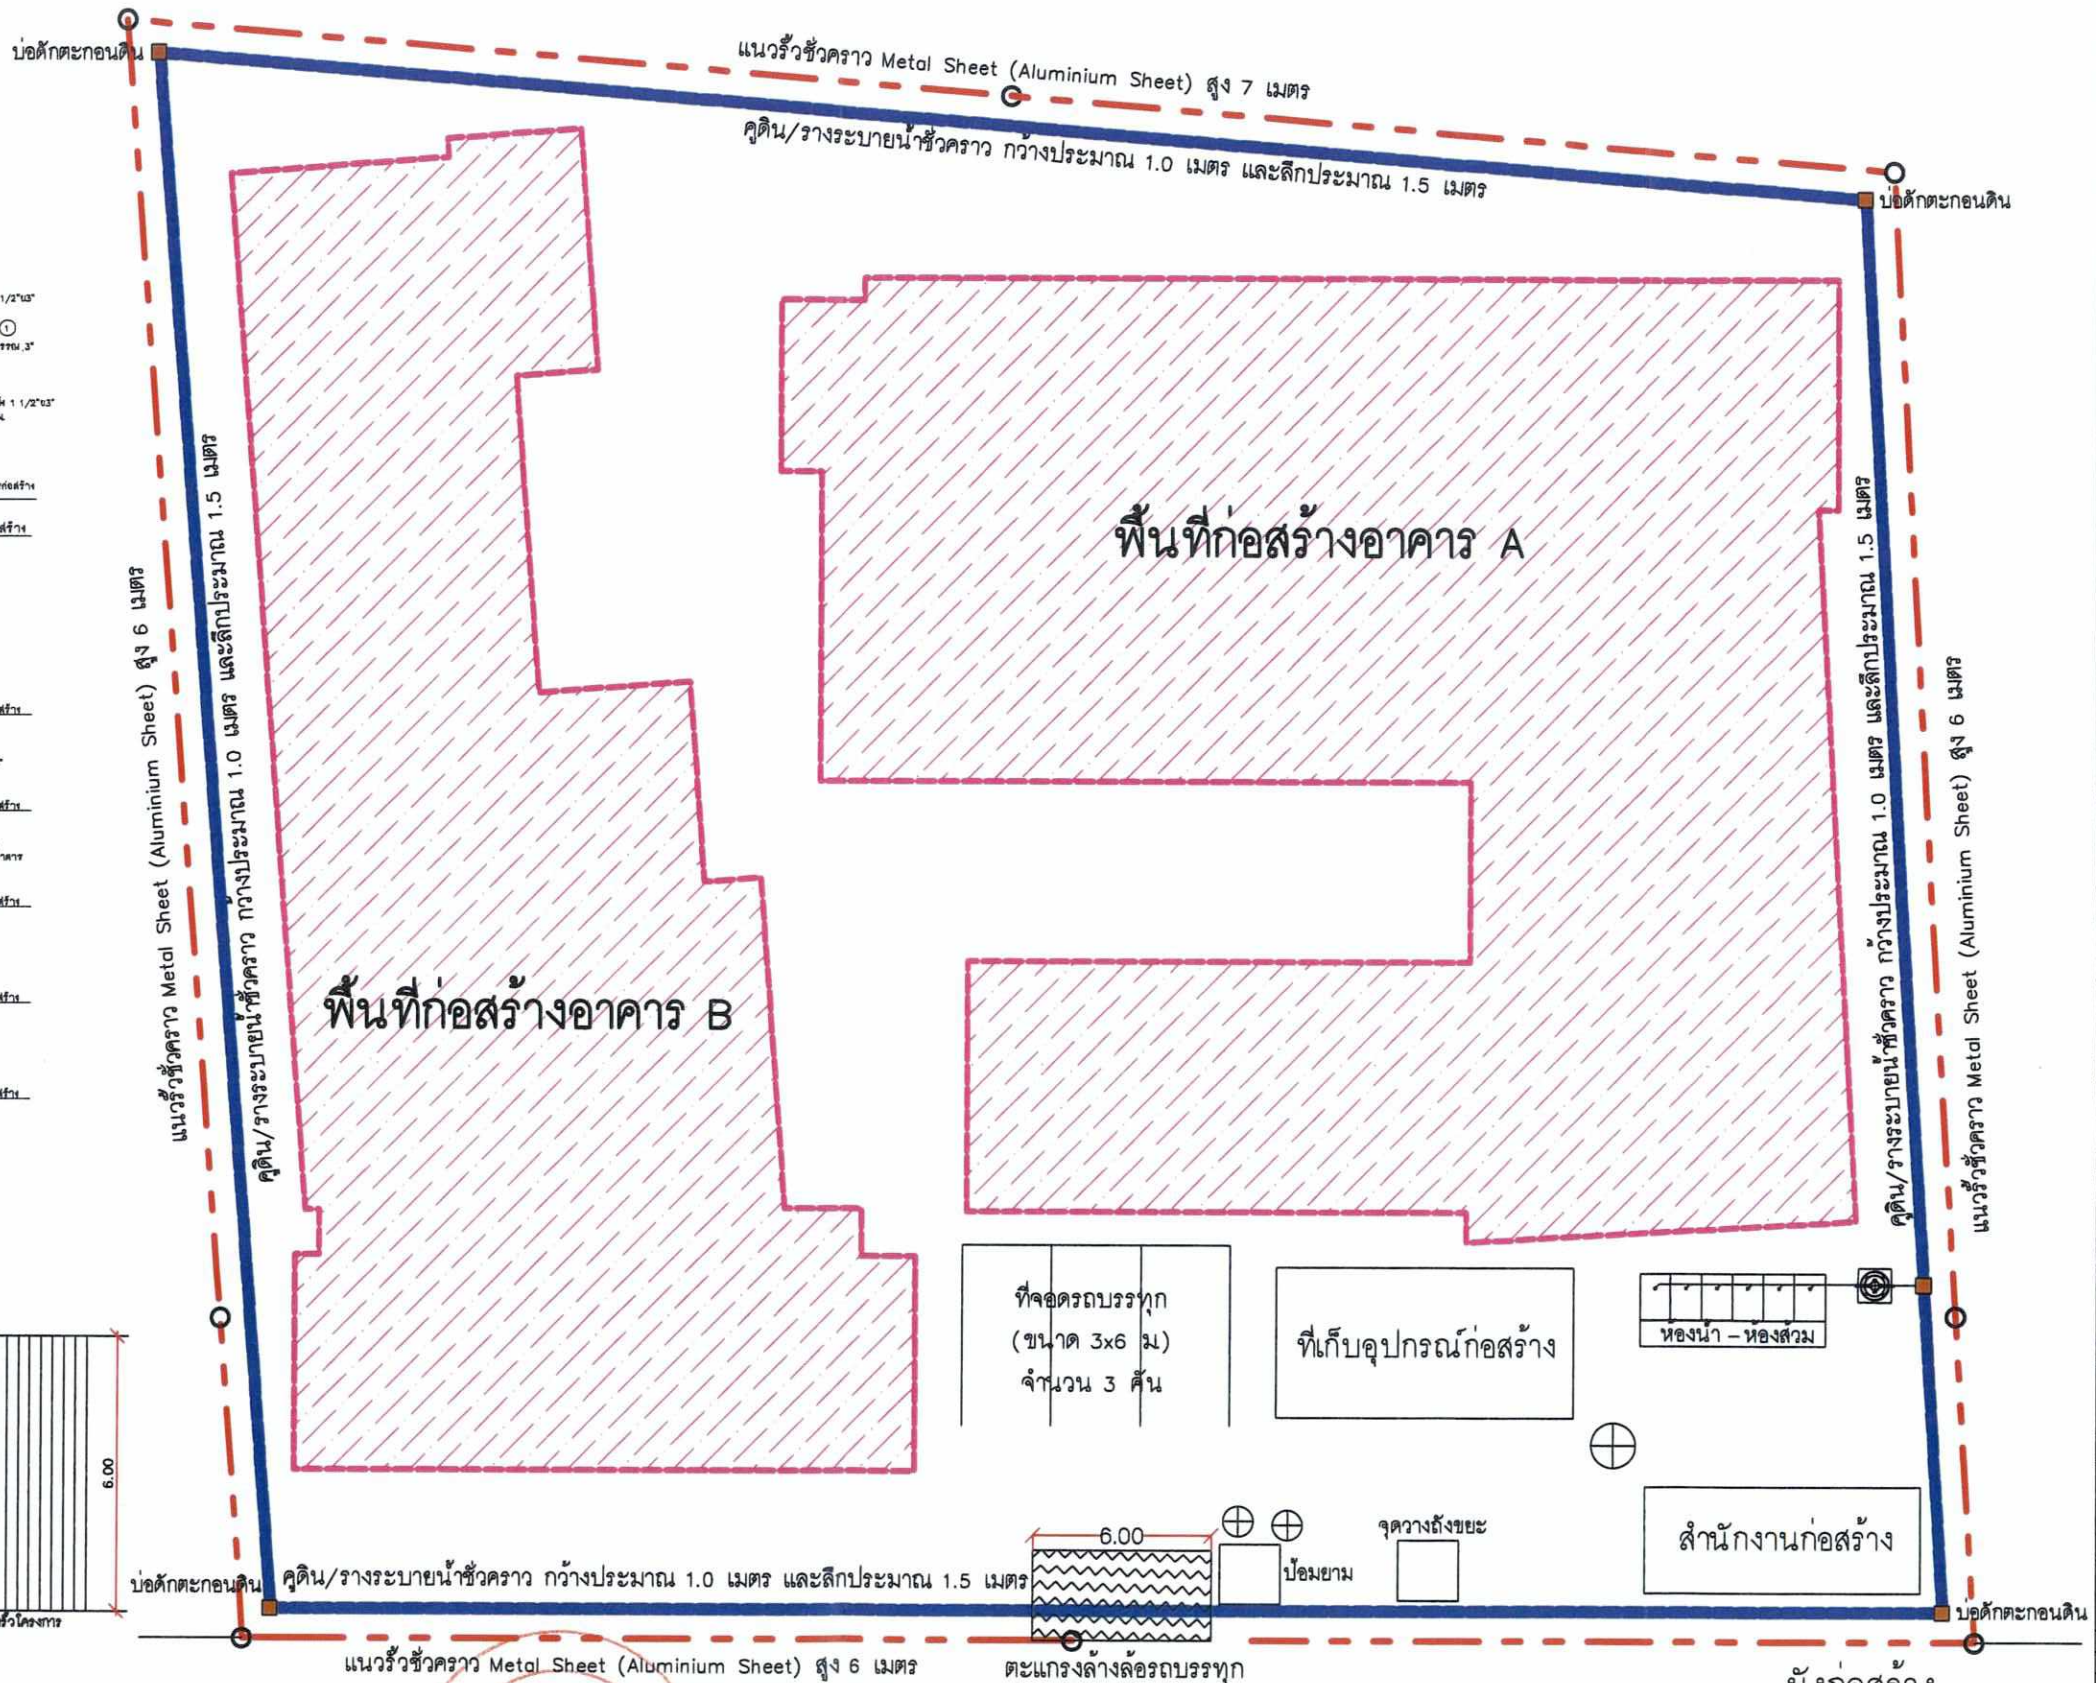 บ่อดักตะกอนดิน
แนวรั้วชั่วคราว Metal Sheet (Aluminium Sheet) สูง 7 เมตร
คูดิน/รางระบายน้ำชั่วคราว กว้างประมาณ 1.0 เมตร และลึกประมาณ 1.5 เมตร
บ่อดักตะกอนดิน
แนวรั้วชั่วคราว Metal Sheet (Aluminium Sheet) สูง 6 เมตร
คูดิน/รางระบายน้ำชั่วคราว กว้างประมาณ 1.0 เมตร และลึกประมาณ 1.5 เมตร
พื้นที่ก่อสร้างอาคาร A
พื้นที่ก่อสร้างอาคาร B
คูดิน/รางระบายน้ำชั่วคราว กว้างประมาณ 1.0 เมตร และลึกประมาณ 1.5 เมตร
แนวรั้วชั่วคราว Metal Sheet (Aluminium Sheet) สูง 6 เมตร
ที่จอดรถบรรทุก
(ขนาด 3x6 ม)
จำนวน 3 คัน
ที่เก็บอุปกรณ์ก่อสร้าง
ห้องน้ำ-ห้องส้วม
6.00
6.00
จุดวางถังขยะ
สำนักงานก่อสร้าง
ป้อมยาม
บ่อดักตะกอนดิน
คูดิน/รางระบายน้ำชั่วคราว กว้างประมาณ 1.0 เมตร และลึกประมาณ 1.5 เมตร
บ่อดักตะกอนดิน
แนวรั้วชั่วคราว Metal Sheet (Aluminium Sheet) สูง 6 เมตร
ตะแกรงล้างล้อรถบรรทุก